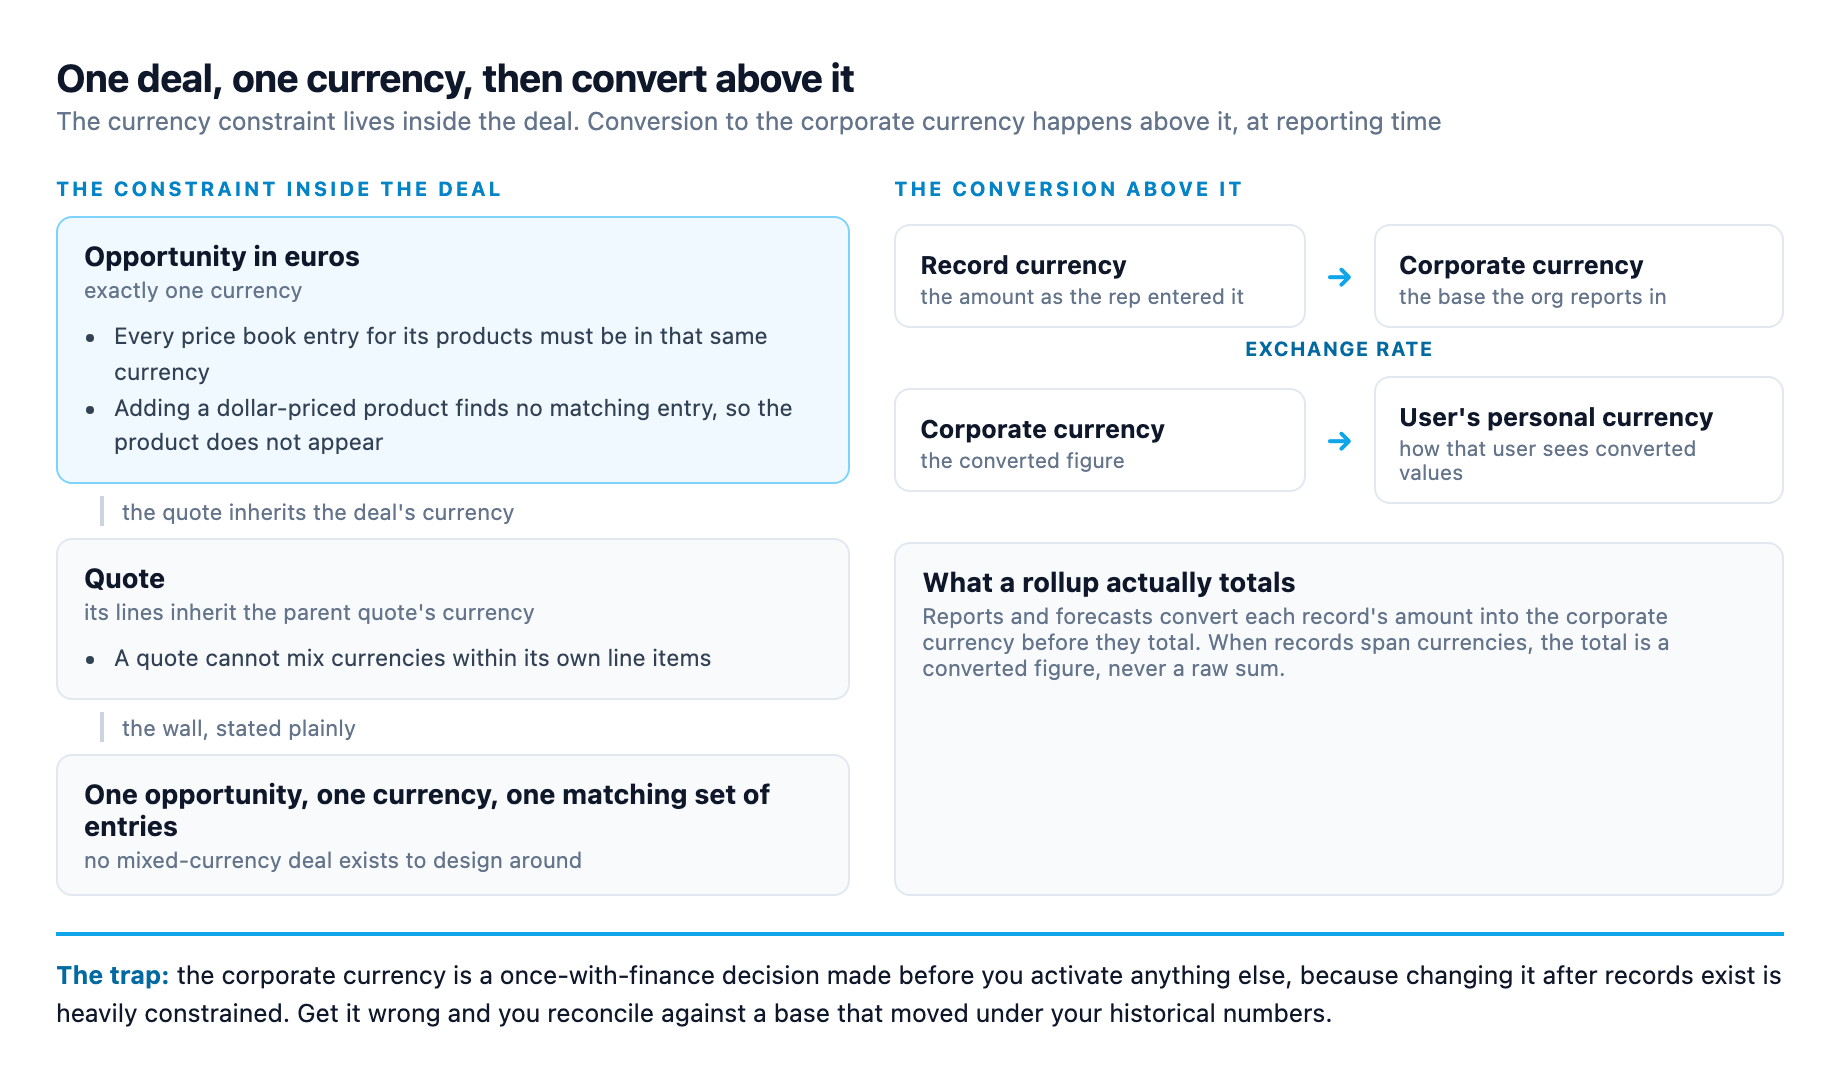 One deal, one currency, then convert above it
The currency constraint lives inside the deal. Conversion to the corporate currency happens above it, at reporting time
THE CONSTRAINT INSIDE THE DEAL
Opportunity in euros
exactly one currency
• Every price book entry for its products must be in that same
currency
• Adding a dollar-priced product finds no matching entry, so the
product does not appear
the quote inherits the deal's currency
Quote
its lines inherit the parent quote's currency
• A quote cannot mix currencies within its own line items
the wall, stated plainly
One opportunity, one currency, one matching set of
entries
no mixed-currency deal exists to design around
THE CONVERSION ABOVE IT
Record currency
the amount as the rep entered it
→
Corporate currency
the base the org reports in
EXCHANGE RATE
Corporate currency
the converted figure
→
User's personal currency
how that user sees converted
values
What a rollup actually totals
Reports and forecasts convert each record's amount into the corporate
currency before they total. When records span currencies, the total is a
converted figure, never a raw sum.
The trap: the corporate currency is a once-with-finance decision made before you activate anything else, because changing it after records exist is
heavily constrained. Get it wrong and you reconcile against a base that moved under your historical numbers.